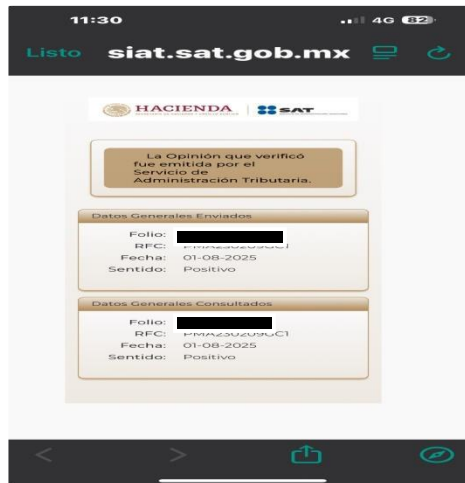 11:30
4G 82
Listo siat.sat.gob.mx
HACIENDA SAT
La Opinión que verificó
fue emitida por el
Servicio de
Administración Tributaria.
Datos Generales Enviados
Folio:
RFC:
Fecha: 01-08-2025
Sentido: Positivo
Datos Generales Consultados
Folio:
RFC:
Fecha: 01-08-2025
Sentido: Positivo